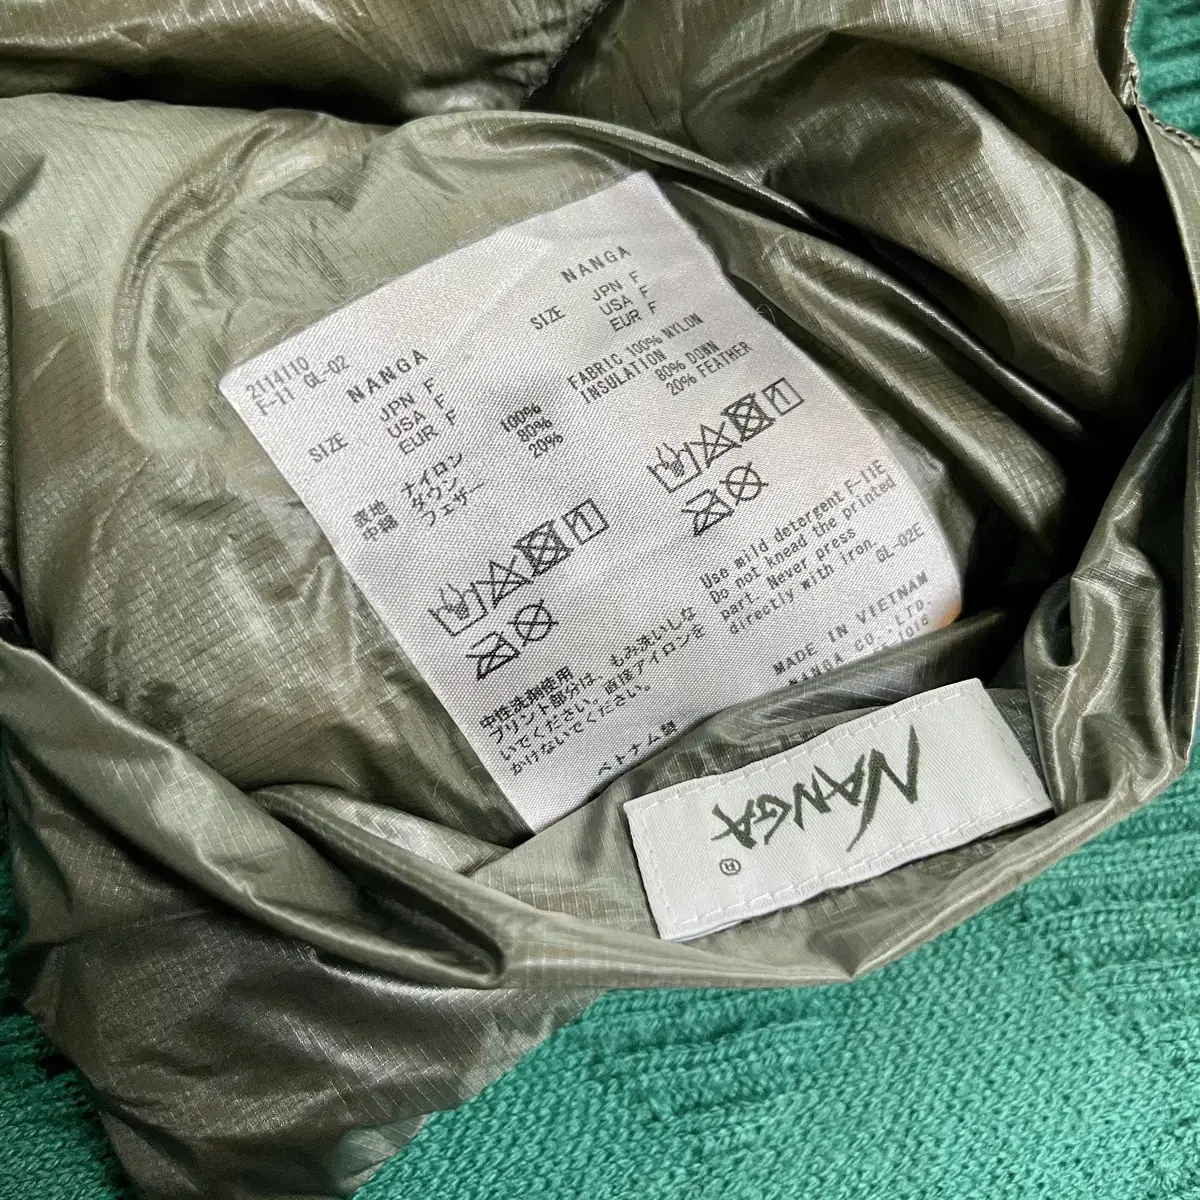 2114110
F-11 GL-02
NANGA
SIZE JPN F
USA F
EUR F
表地 ナイロン 100%
中綿 ダウン 80%
フェザー 20%
中性洗剤使用
プリント部分は、もみ洗いしな
いでください。直接アイロンを
かけないでください。
ベトナム製
NANGA
SIZE JPN F
USA F
EUR F
FABRIC 100% NYLON
INSULATION 80% DOWN
20% FEATHER
Use mild detergent F-11E
Do not knead the printed
part. Never press
directly with iron.
GL-02E
MADE IN VIETNAM
NANGA CO.,LTD.
NANGA
®